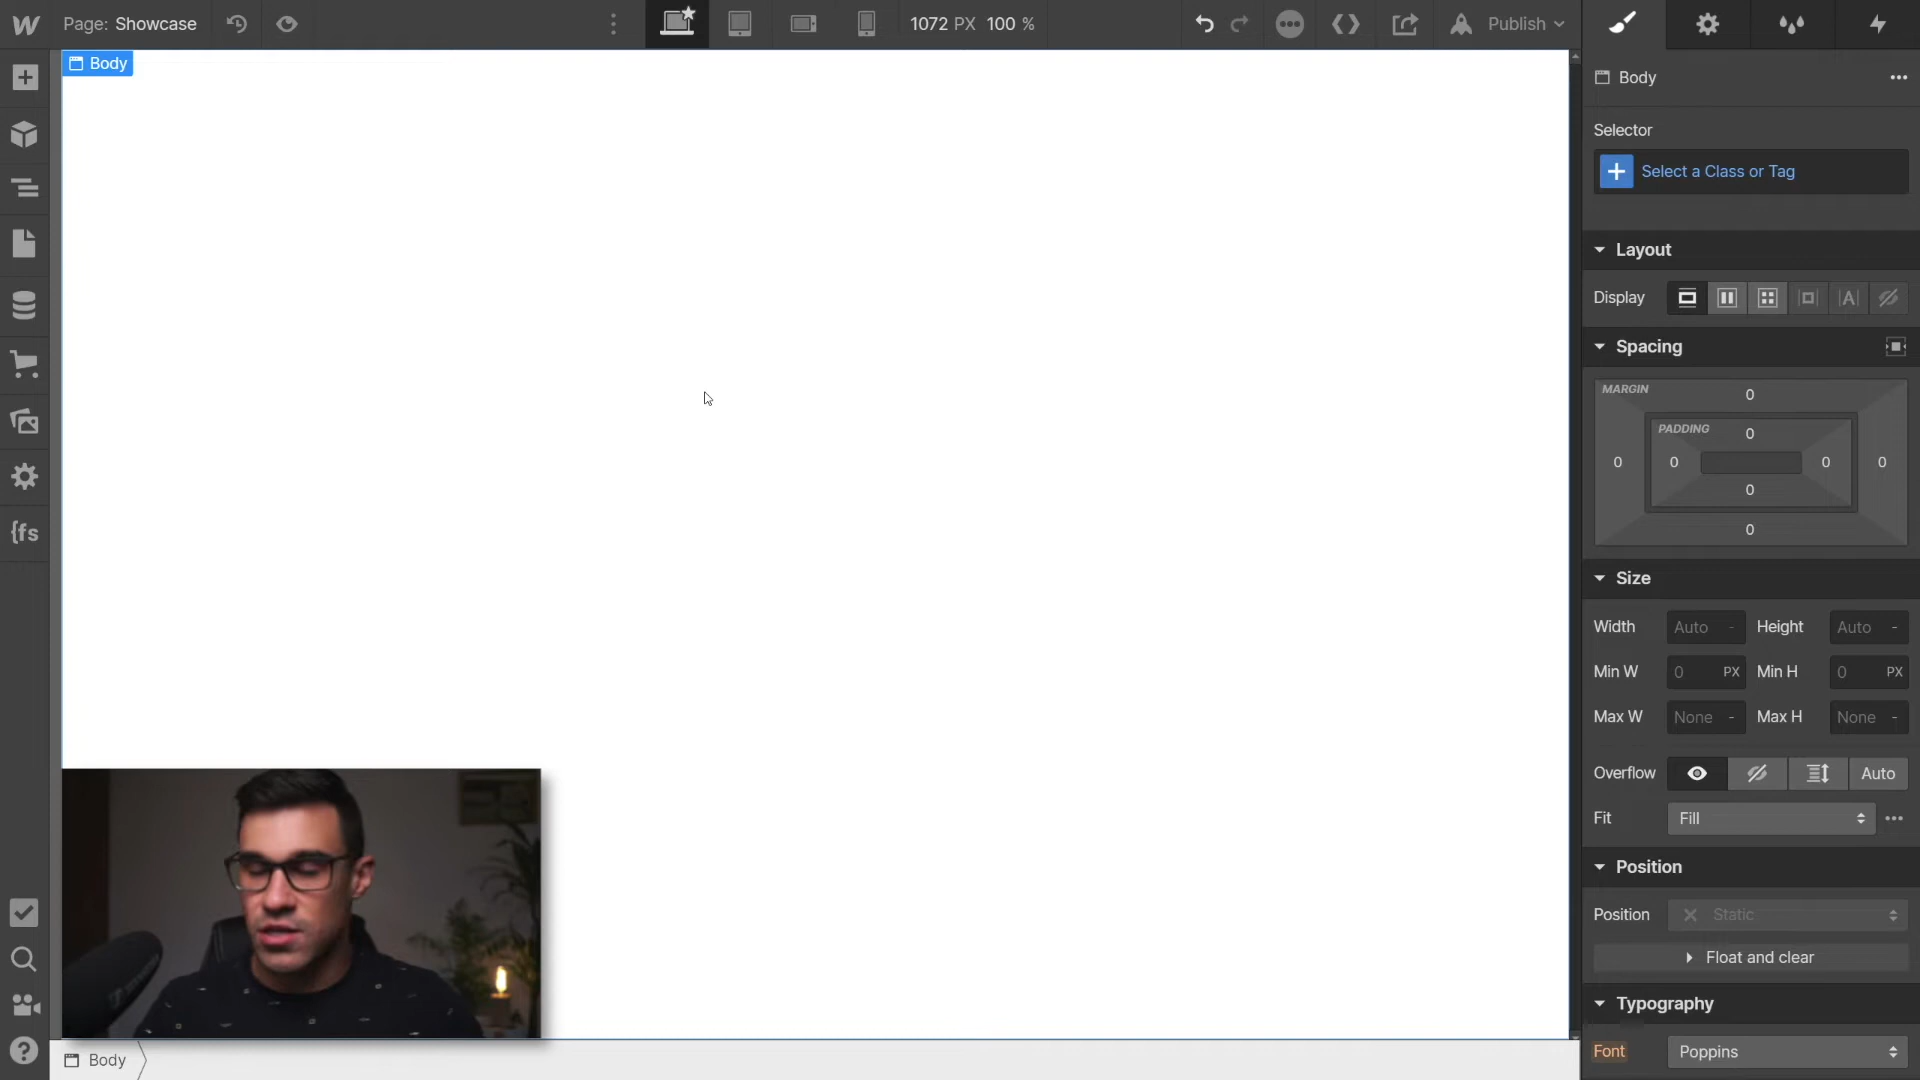 Page: Showcase
1072 PX 100 %
Publish
Body
Body
Selector
Select a Class or Tag
Layout
Display
Spacing
MARGIN
0
PADDING
0
0 0 0 0
0
0
Size
Width Auto - Height Auto -
Min W 0 PX Min H 0 PX
Max W None - Max H None -
Overflow Auto
Fit Fill
Position
Position Static
Float and clear
Typography
Font Poppins
{fs
Body